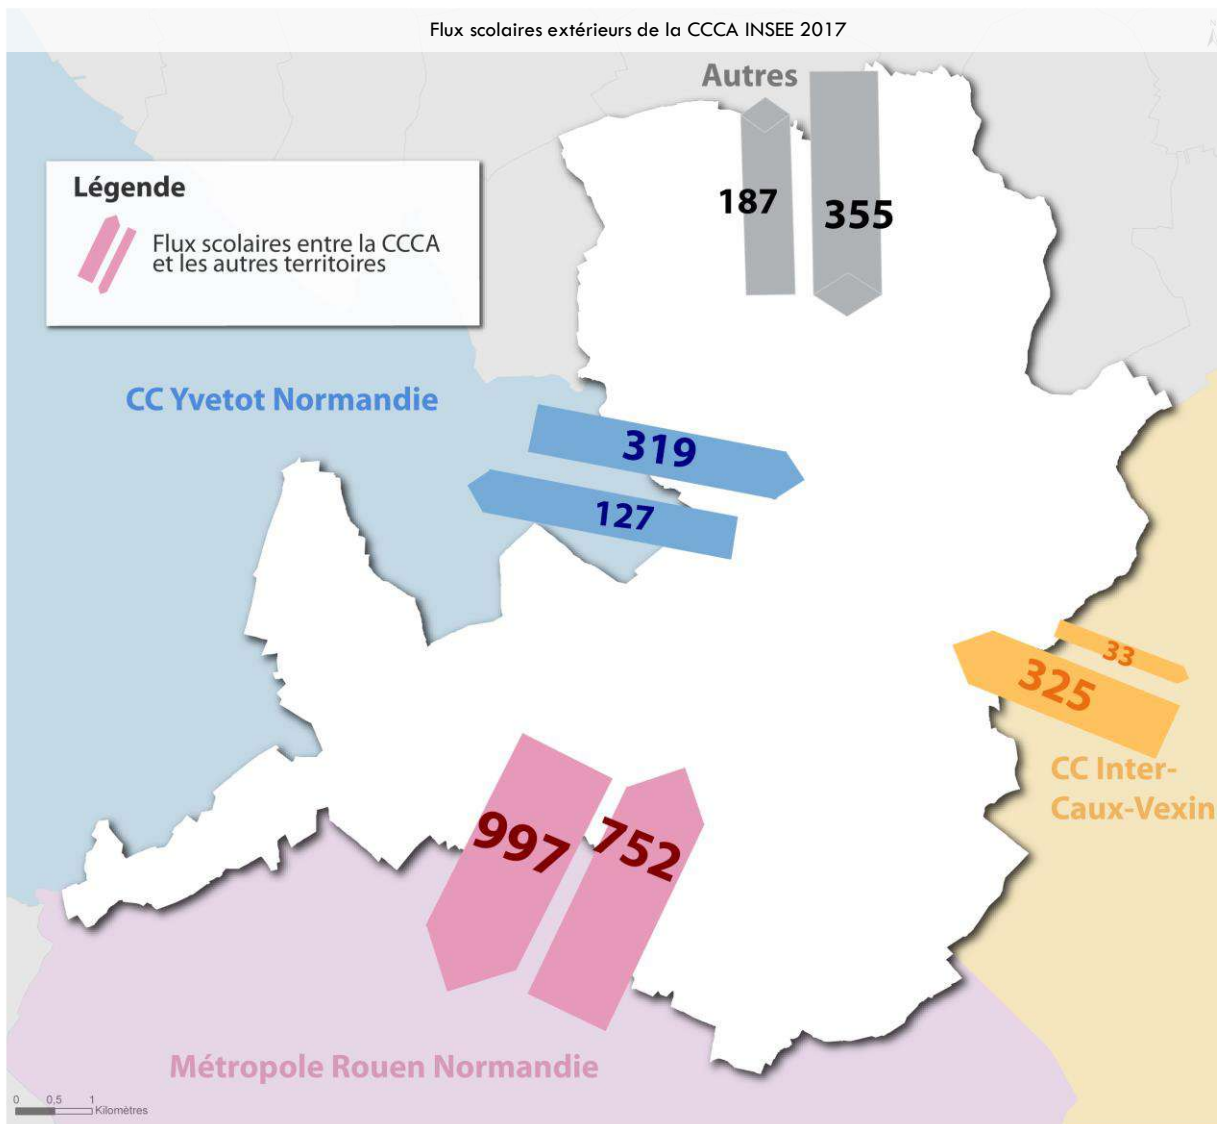 Flux scolaires extérieurs de la CCCA INSEE 2017
Autres
Légende
Flux scolaires entre la CCCA
et les autres territoires
187
355
CC Yvetot Normandie
319
127
33
325
CC Inter-
Caux-Vexin
997
752
Métropole Rouen Normandie
0 0,5 1
Kilomètres